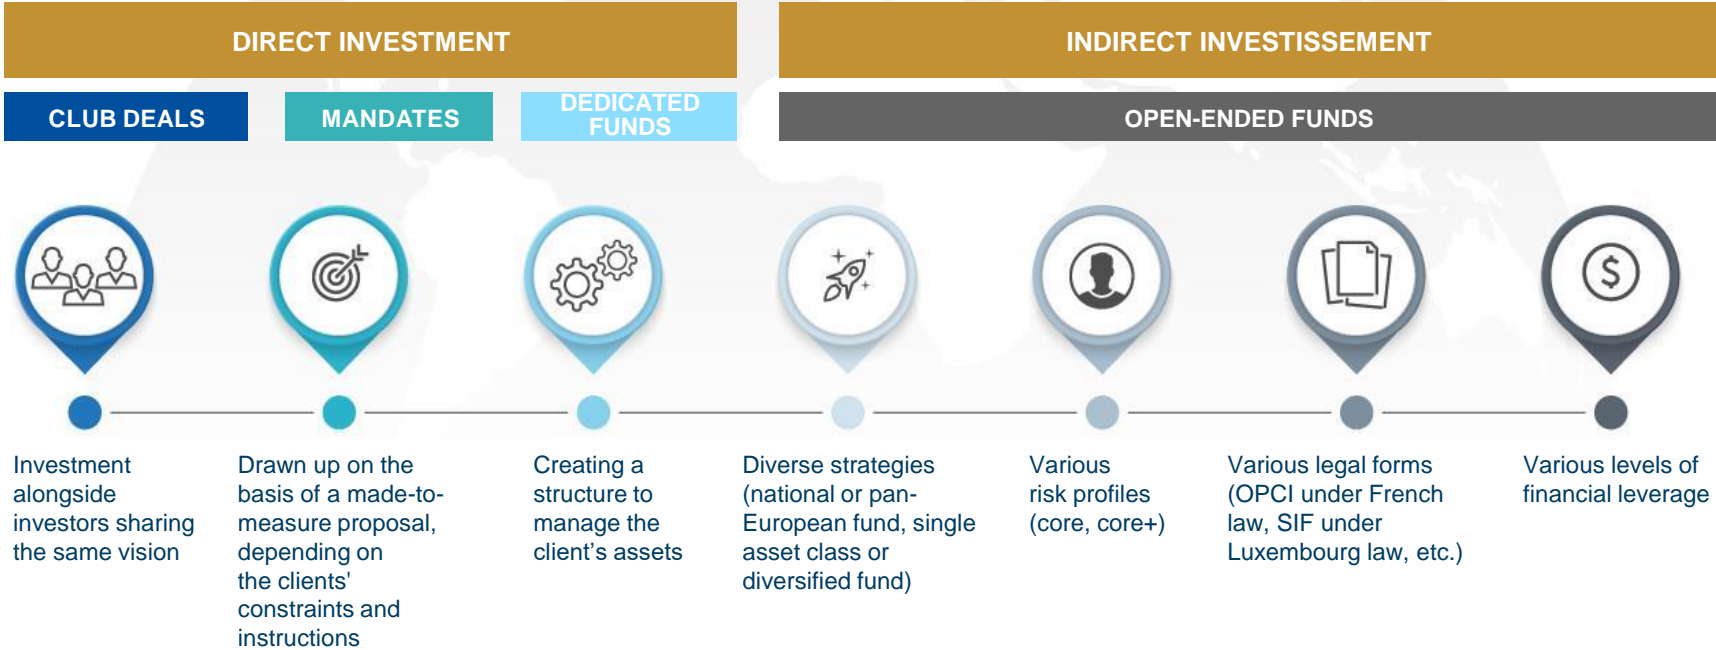 DIRECT INVESTMENT
INDIRECT INVESTISSEMENT
CLUB DEALS
MANDATES
DEDICATED
FUNDS
OPEN-ENDED FUNDS
$
Investment
alongside
investors sharing
the same vision
Drawn up on the
basis of a made-to-
measure proposal,
depending on
the clients'
constraints and
instructions
Creating a
structure to
manage the
client’s assets
Diverse strategies
(national or pan-
European fund, single
asset class or
diversified fund)
Various
risk profiles
(core, core+)
Various legal forms
(OPCI under French
law, SIF under
Luxembourg law, etc.)
Various levels of
financial leverage